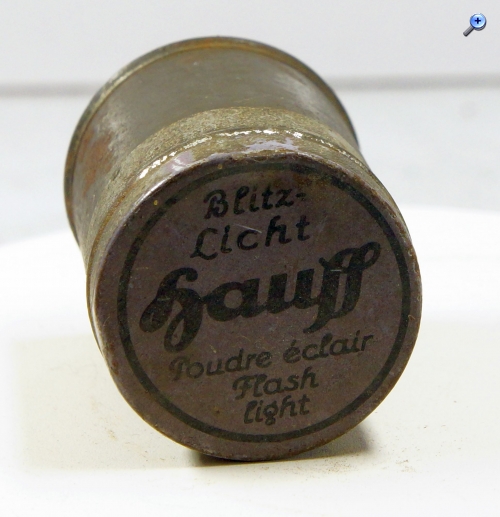 Blitz-
Licht
Hauff
Poudre éclair
Flash
light